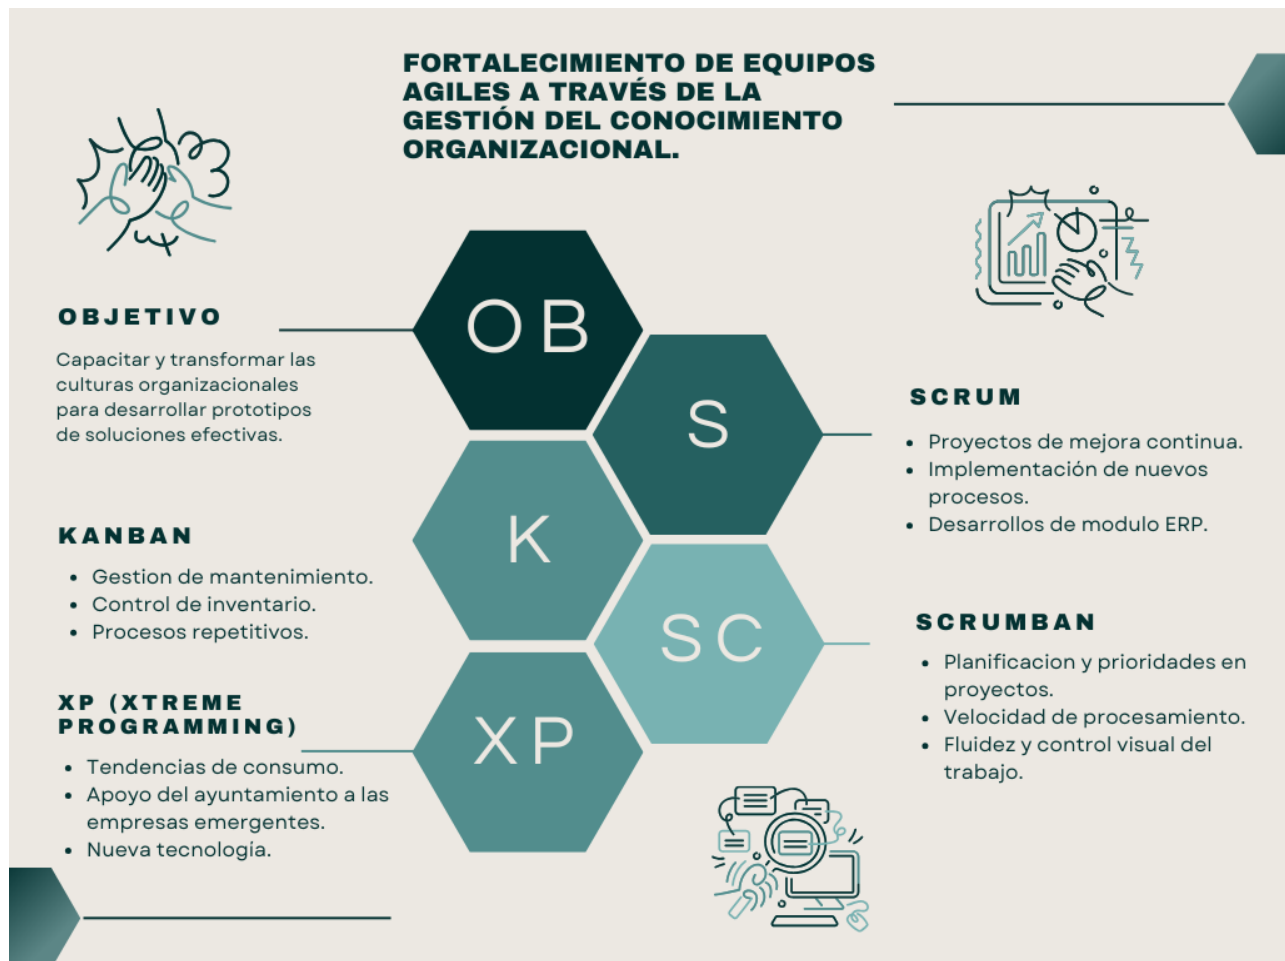 FORTALECIMIENTO DE EQUIPOS
AGILES A TRAVÉS DE LA
GESTIÓN DEL CONOCIMIENTO
ORGANIZACIONAL.
OB
OBJETIVO
Capacitar y transformar las
culturas organizacionales
para desarrollar prototipos
de soluciones efectivas.
S
SCRUM
• Proyectos de mejora continua.
• Implementación de nuevos
procesos.
• Desarrollos de modulo ERP.
K
KANBAN
• Gestion de mantenimiento.
• Control de inventario.
• Procesos repetitivos.
SC
SCRUMBAN
• Planificacion y prioridades en
proyectos.
• Velocidad de procesamiento.
• Fluidez y control visual del
trabajo.
XP
XP (XTREME
PROGRAMMING)
• Tendencias de consumo.
• Apoyo del ayuntamiento a las
empresas emergentes.
• Nueva tecnologia.